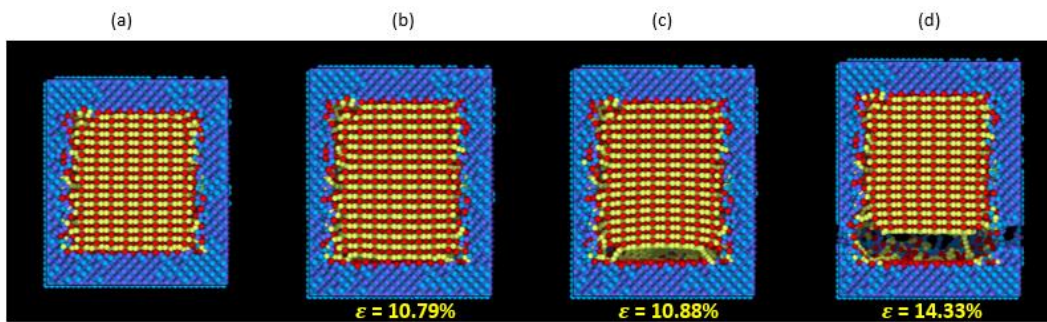 (a) (b) (c) (d)
ε = 10.79% ε = 10.88% ε = 14.33%